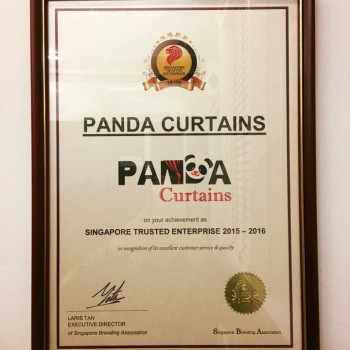 PANDA CURTAINS
PANDA
Curtains
on your achievement as
SINGAPORE TRUSTED ENTERPRISE 2015 – 2016
in recognition of its excellent customer service & quality
LARIS TAN
EXECUTIVE DIRECTOR
of Singapore Branding Association
Singapore Branding Association